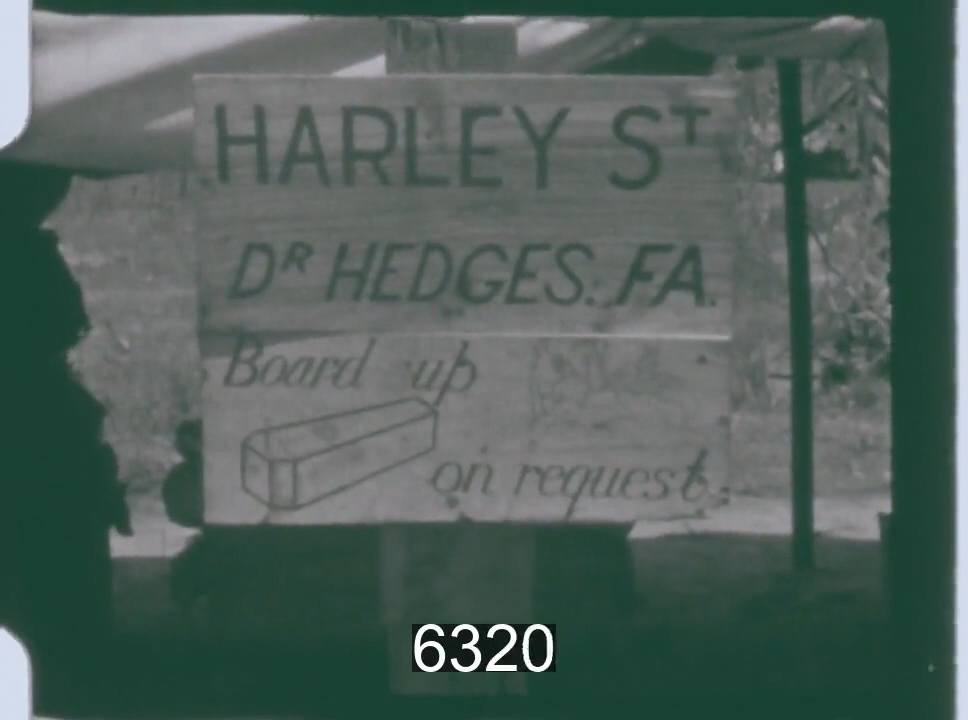 HARLEY ST
DR HEDGES. FA.
Board up
on request.
6320